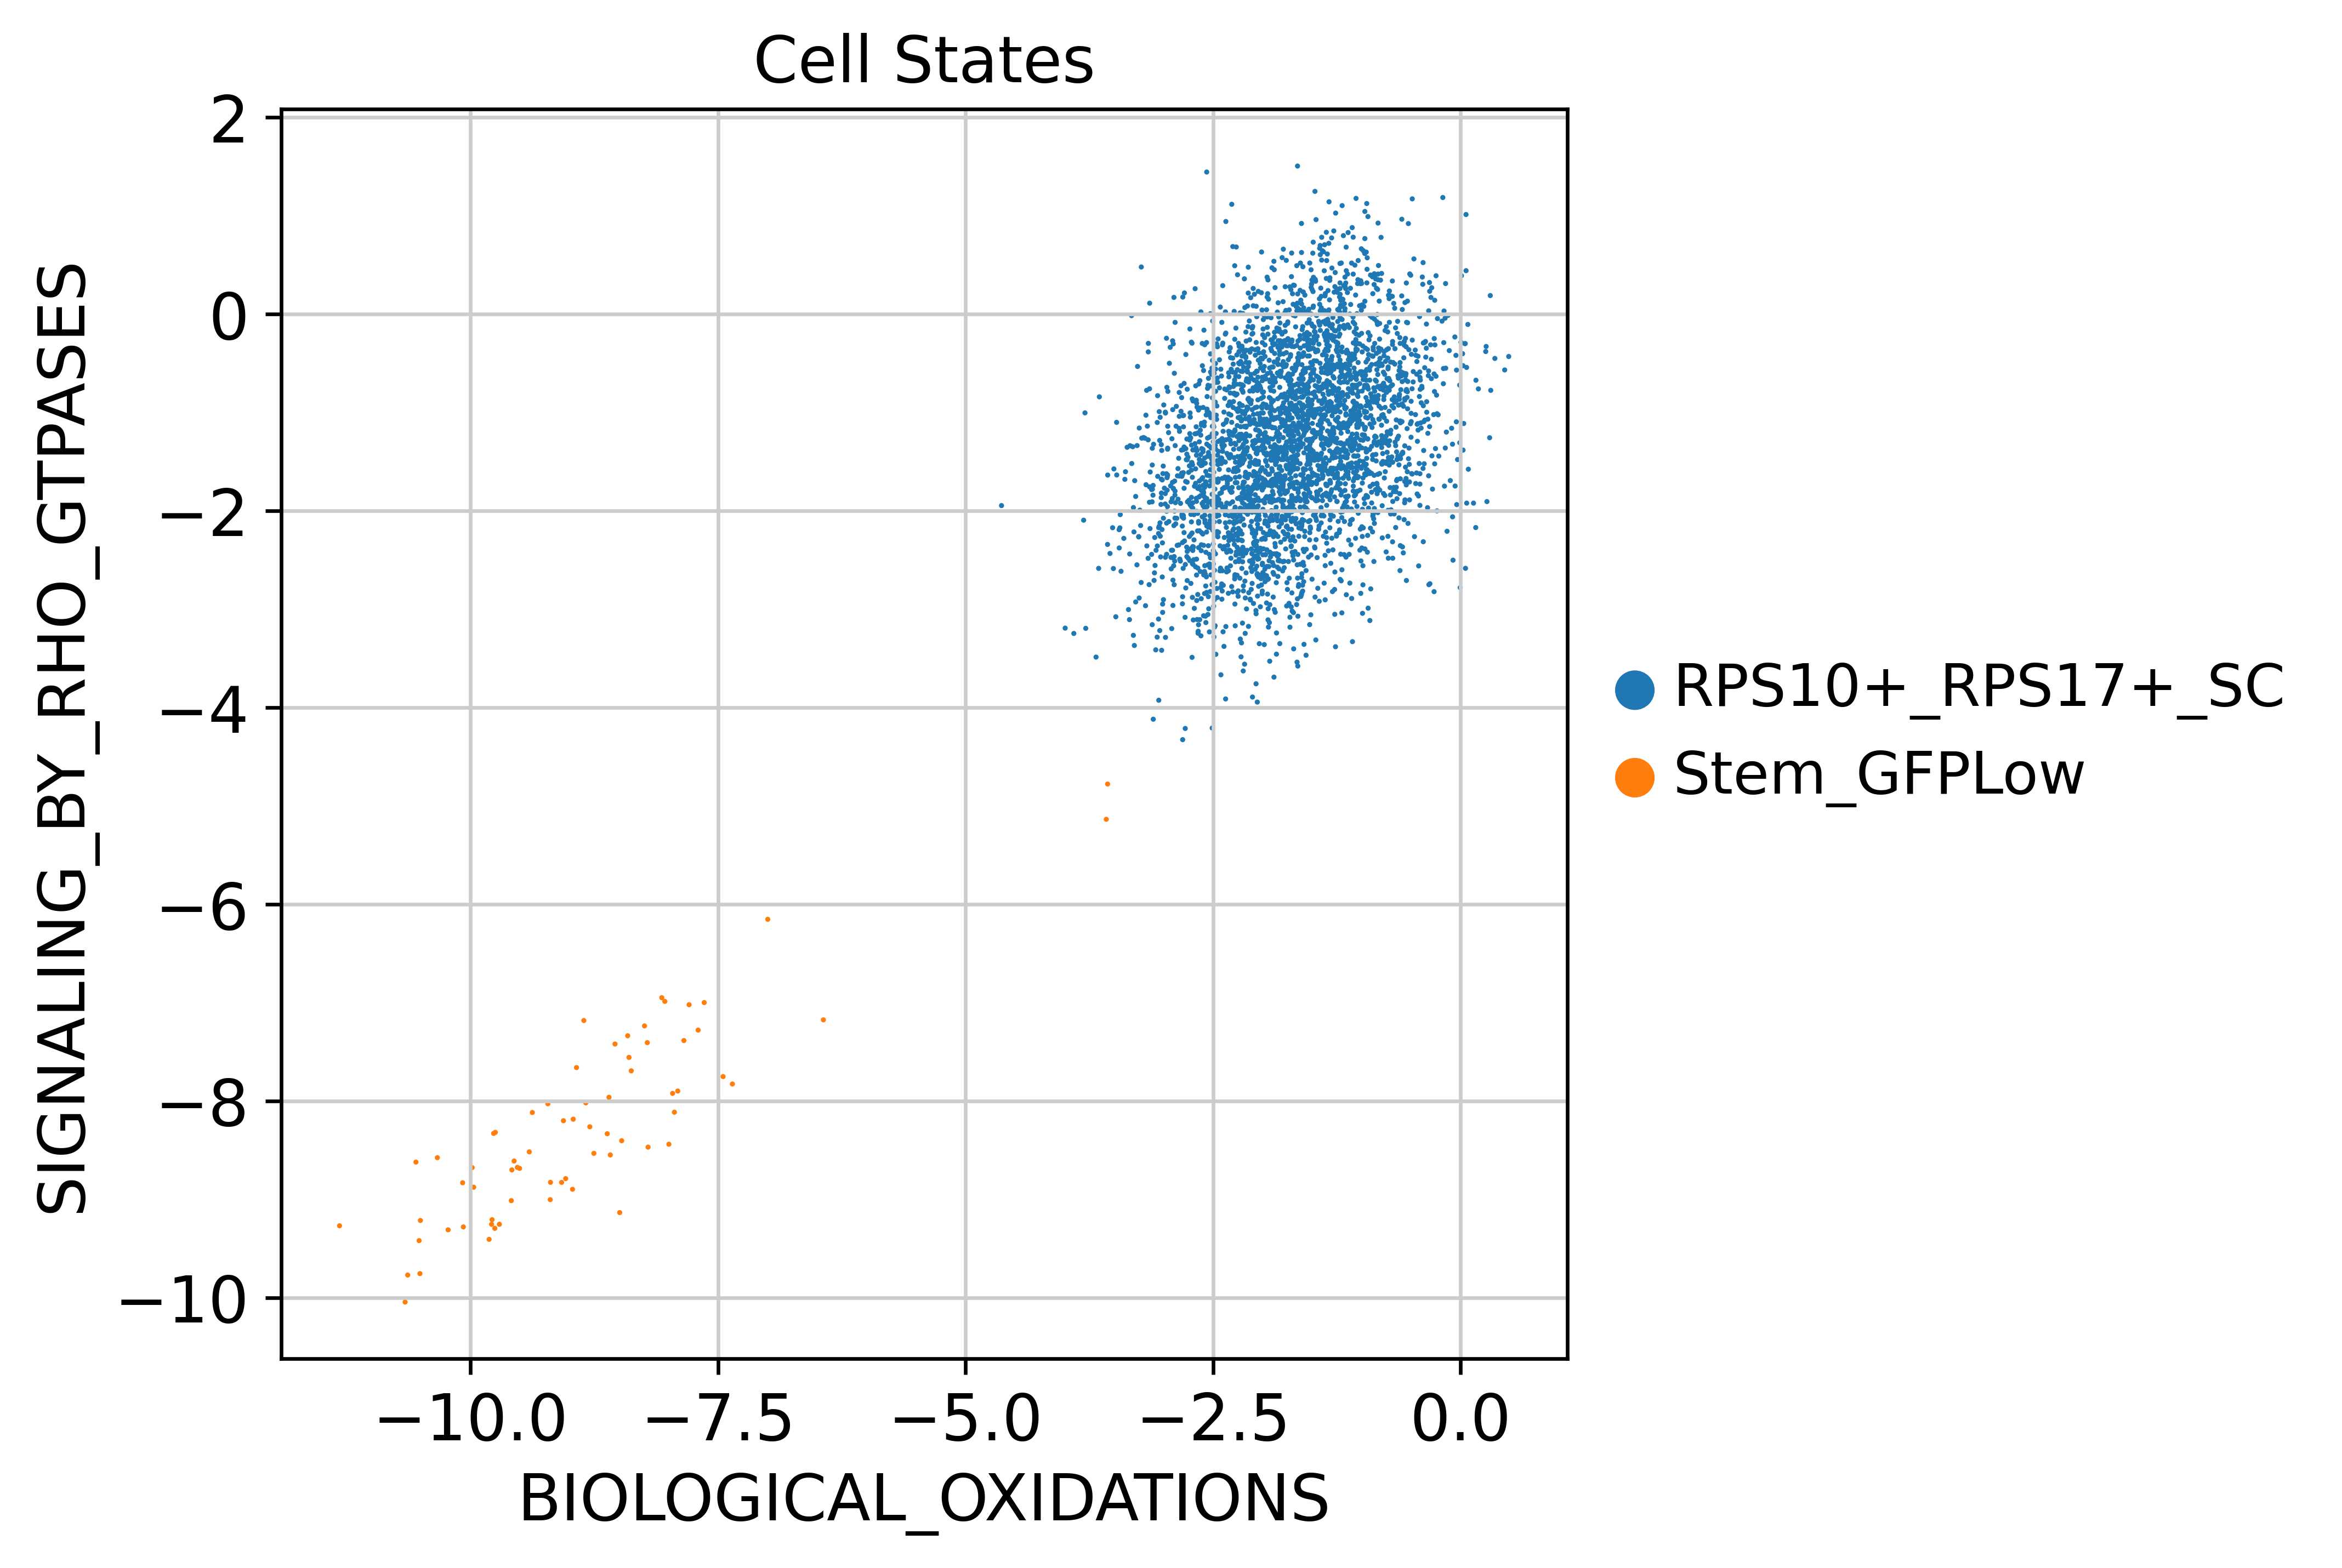 Cell States
2
0
−2
−4
−6
−8
−10
SIGNALING_BY_RHO_GTPASES
−10.0
−7.5
−5.0
−2.5
0.0
BIOLOGICAL_OXIDATIONS
RPS10+_RPS17+_SC
Stem_GFPLow